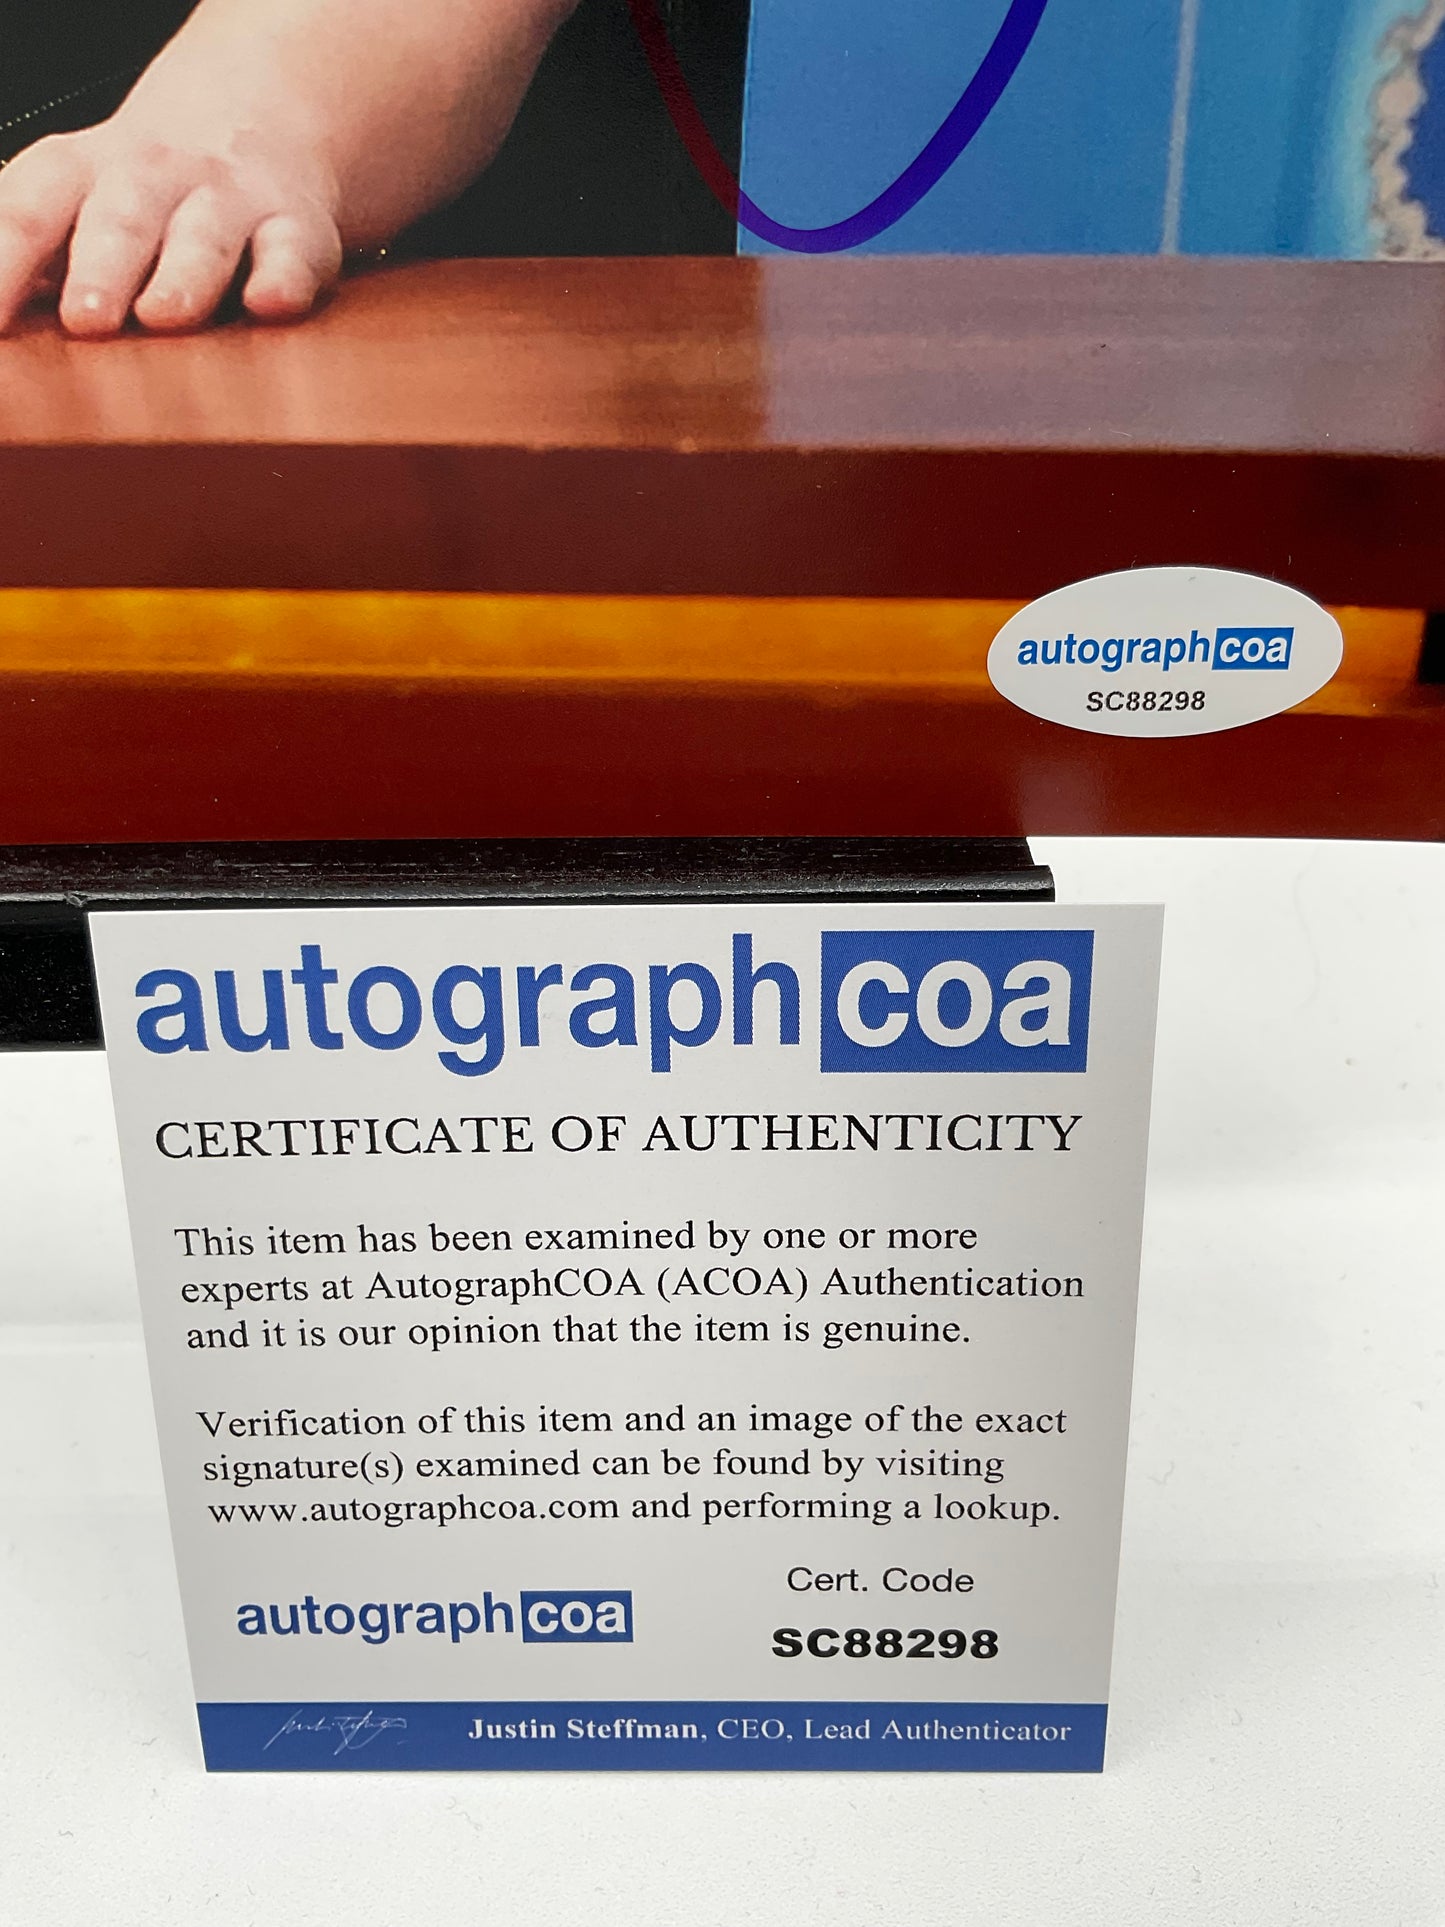 autographcoa
SC88298
autographcoa
CERTIFICATE OF AUTHENTICITY
This item has been examined by one or more
experts at AutographCOA (ACOA) Authentication
and it is our opinion that the item is genuine.
Verification of this item and an image of the exact
signature(s) examined can be found by visiting
www.autographcoa.com and performing a lookup.
autographcoa
Cert. Code
SC88298
Justin Steffman, CEO, Lead Authenticator